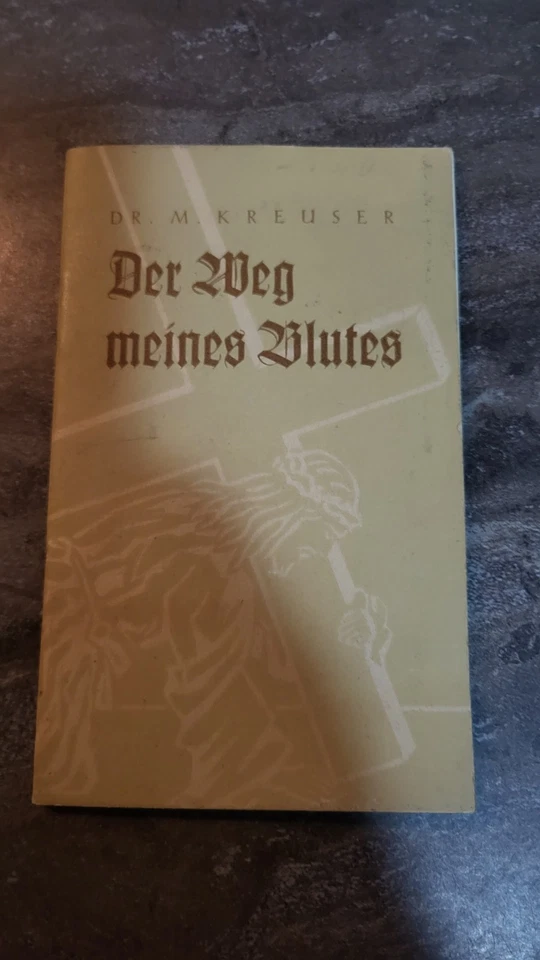 DR. M. KREUSER
Der Weg
meines Blutes